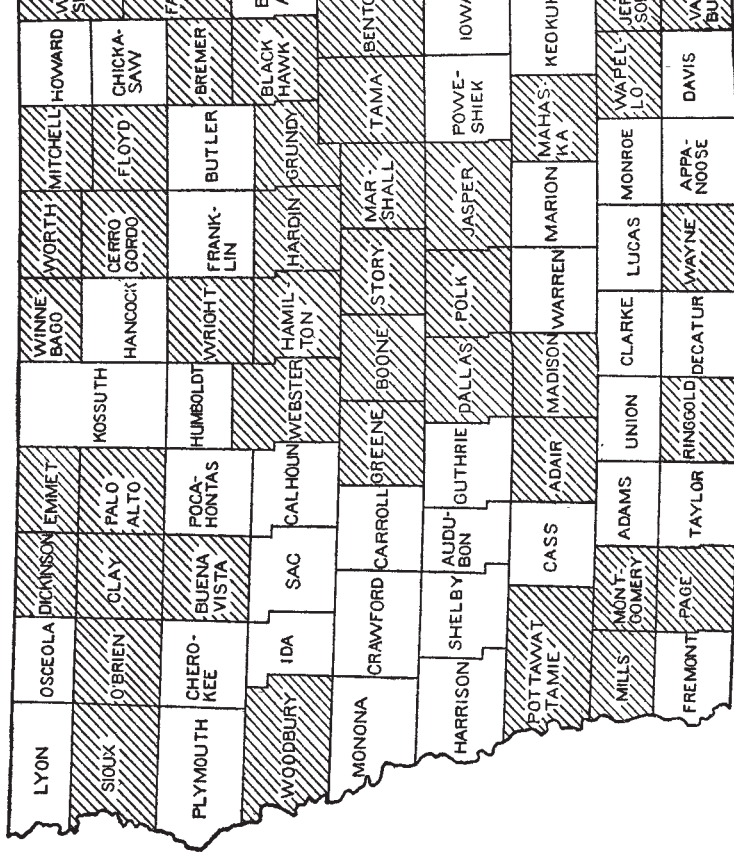 LYON
OSCEOLA
DICKINSON
EMMET
KOSSUTH
WINNE-
BAGO
WORTH
MITCHELL
HOWARD
SIOUX
O'BRIEN
CLAY
PALO
ALTO
HANCOCK
CERRO
GORDO
FLOYD
CHICKA-
SAW
FA
PLYMOUTH
CHERO-
KEE
BUENA
VISTA
POCA-
HONTAS
HUMBOLDT
WRIGHT
FRANK-
LIN
BUTLER
BREMER
WOODBURY
IDA
SAC
CALHOUN
WEBSTER
HAMIL-
TON
HARDIN
GRUNDY
BLACK
HAWK
MONONA
CRAWFORD
CARROLL
GREENE
BOONE
STORY
MAR-
SHALL
TAMA
BENTO
HARRISON
SHELBY
AUDU-
BON
GUTHRIE
DALLAS
POLK
JASPER
POWE-
SHIEK
IOWA
POTTAWAT
TAMIE
CASS
ADAIR
MADISON
WARREN
MARION
MAHAS-
KA
KEOKUK
MILLS
MONT-
GOMERY
ADAMS
UNION
CLARKE
LUCAS
MONROE
WAPEL-
LO
FREMONT
PAGE
TAYLOR
RINGGOLD
DECATUR
WAYNE
APPA-
NOOSE
DAVIS
VA
BU